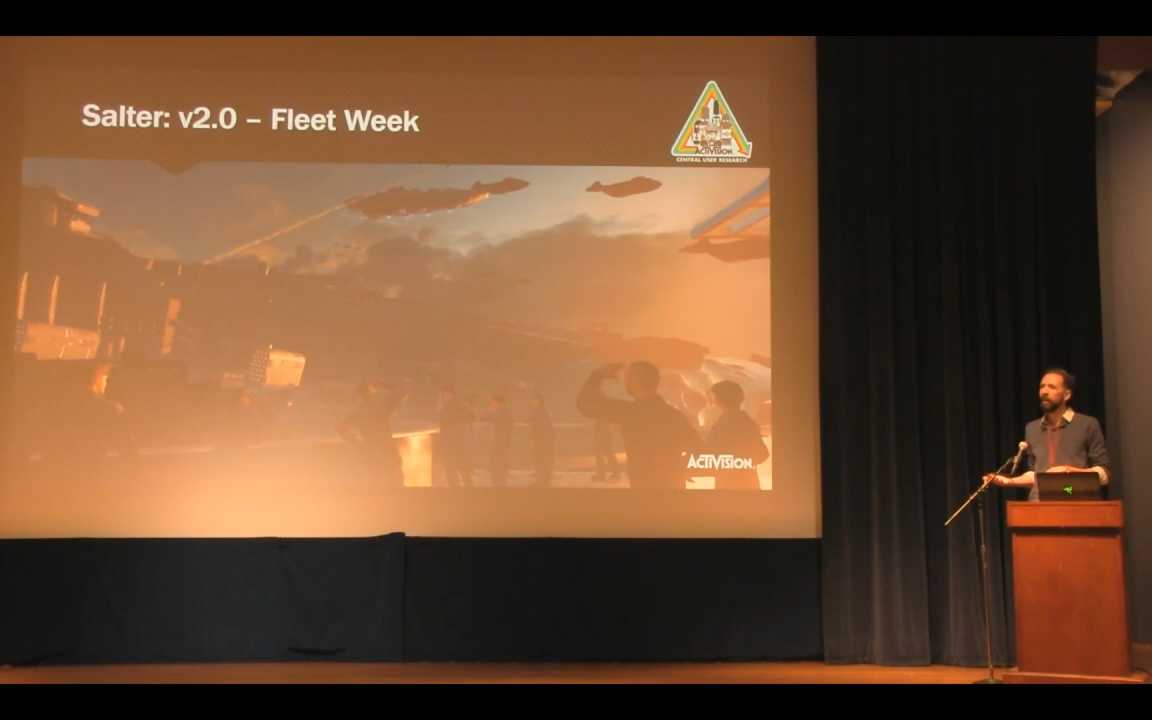 Salter: v2.0 – Fleet Week
ACTIVISION
CENTRAL USER RESEARCH
ACTIVISION